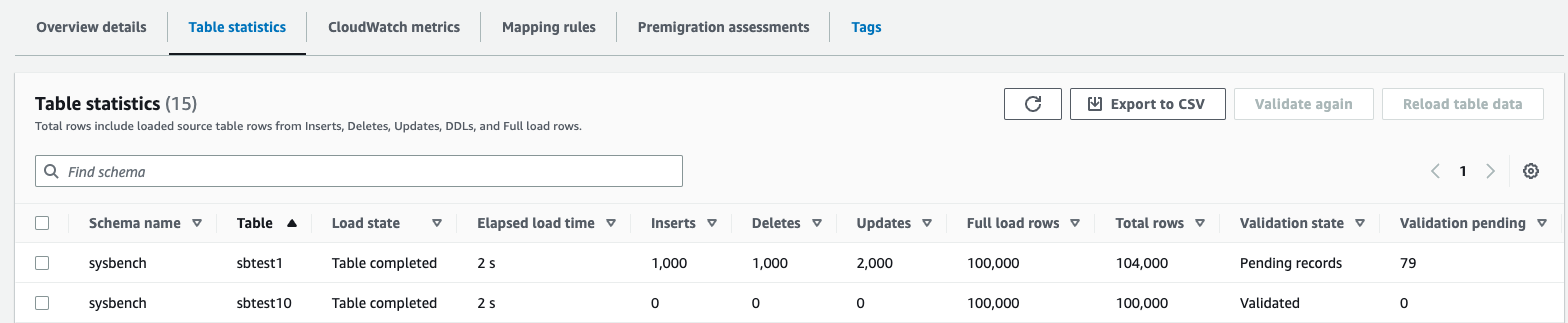 Overview details Table statistics CloudWatch metrics Mapping rules Premigration assessments Tags
Table statistics (15) Export to CSV Validate again Reload table data
Total rows include loaded source table rows from Inserts, Deletes, Updates, DDLs, and Full load rows.
Find schema 1
Schema name Table Load state Elapsed load time Inserts Deletes Updates Full load rows Total rows Validation state Validation pending
sysbench sbtest1 Table completed 2 s 1,000 1,000 2,000 100,000 104,000 Pending records 79
sysbench sbtest10 Table completed 2 s 0 0 0 100,000 100,000 Validated 0